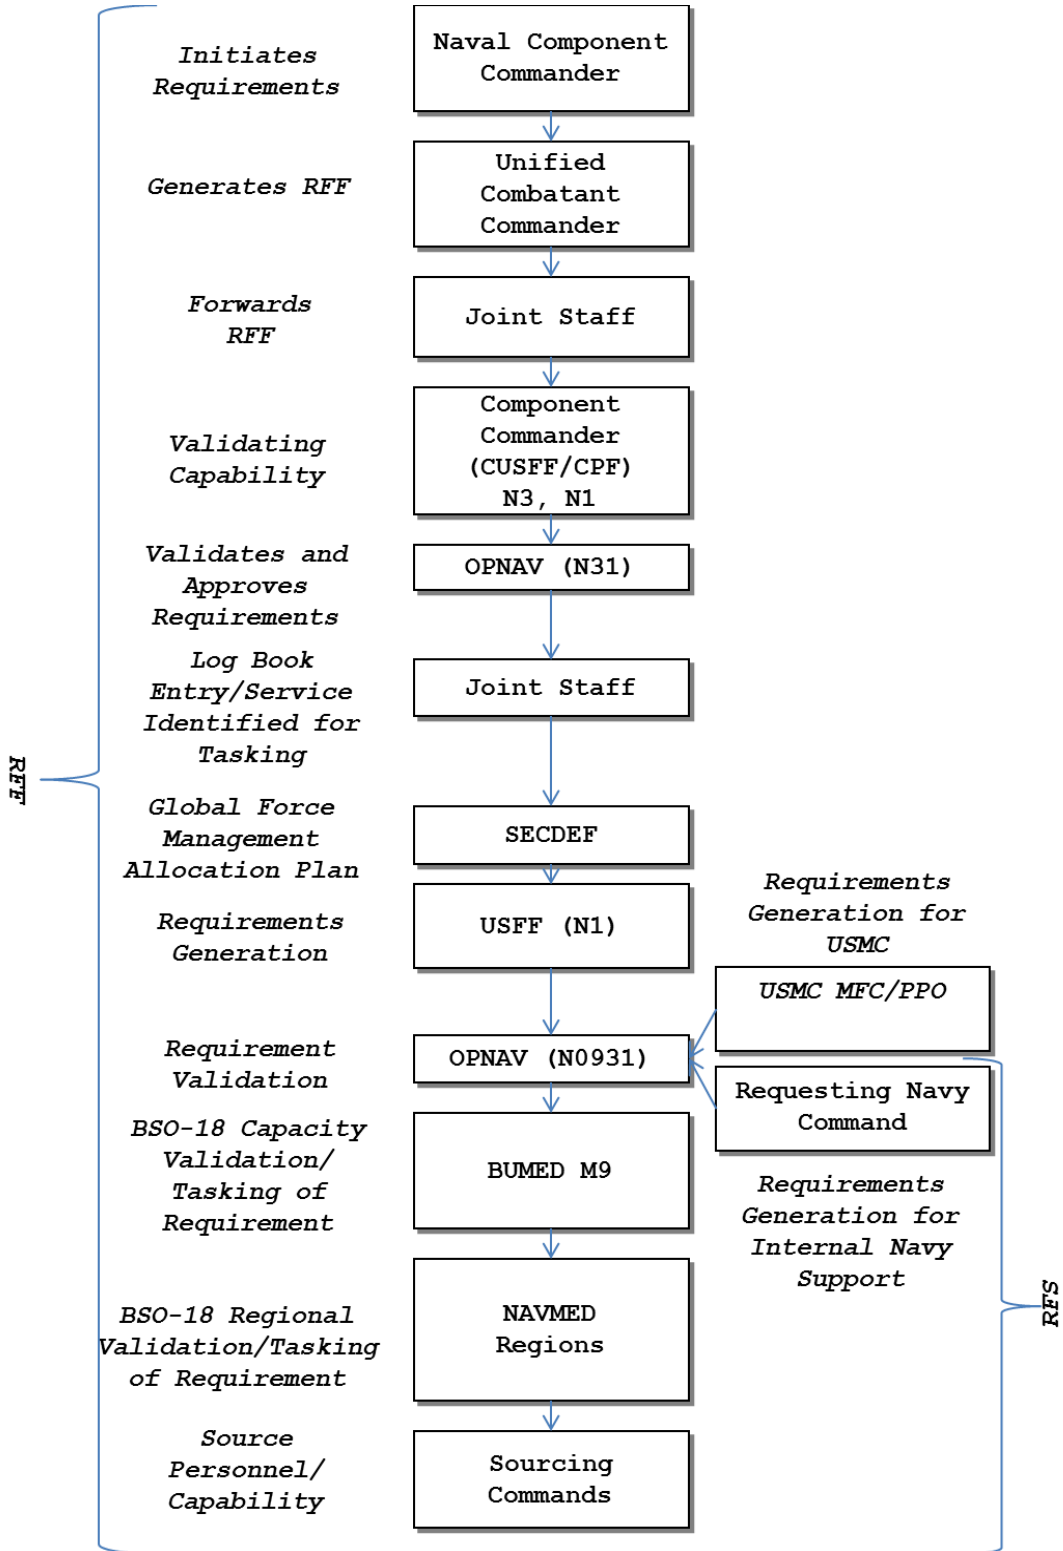 Initiates
Requirements
Naval Component
Commander
Generates RFF
Unified
Combatant
Commander
Forwards
RFF
Joint Staff
Validating
Capability
Component
Commander
(CUSFF/CPF)
N3, N1
Validates and
Approves
Requirements
OPNAV (N31)
Log Book
Entry/Service
Identified for
Tasking
Joint Staff
RFF
Global Force
Management
Allocation Plan
SECDEF
Requirements
Generation
USFF (N1)
Requirements
Generation for
USMC
USMC MFC/PPO
Requirement
Validation
OPNAV (N0931)
Requesting Navy
Command
BSO-18 Capacity
Validation/
Tasking of
Requirement
BUMED M9
Requirements
Generation for
Internal Navy
Support
RFS
BSO-18 Regional
Validation/Tasking
of Requirement
NAVMED
Regions
Source
Personnel/
Capability
Sourcing
Commands